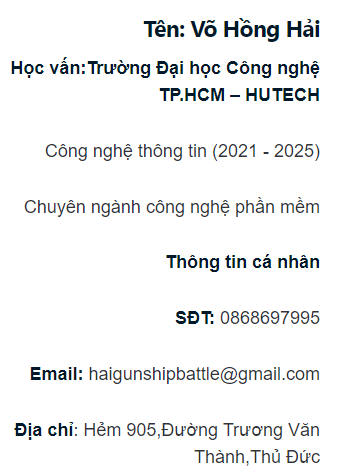 Tên: Võ Hồng Hải
Học vấn:Trường Đại học Công nghệ
TP.HCM – HUTECH
Công nghệ thông tin (2021 - 2025)
Chuyên ngành công nghệ phần mềm
Thông tin cá nhân
SĐT: 0868697995
Email: haigunshipbattle@gmail.com
Địa chỉ: Hẻm 905,Đường Trương Văn
Thành,Thủ Đức